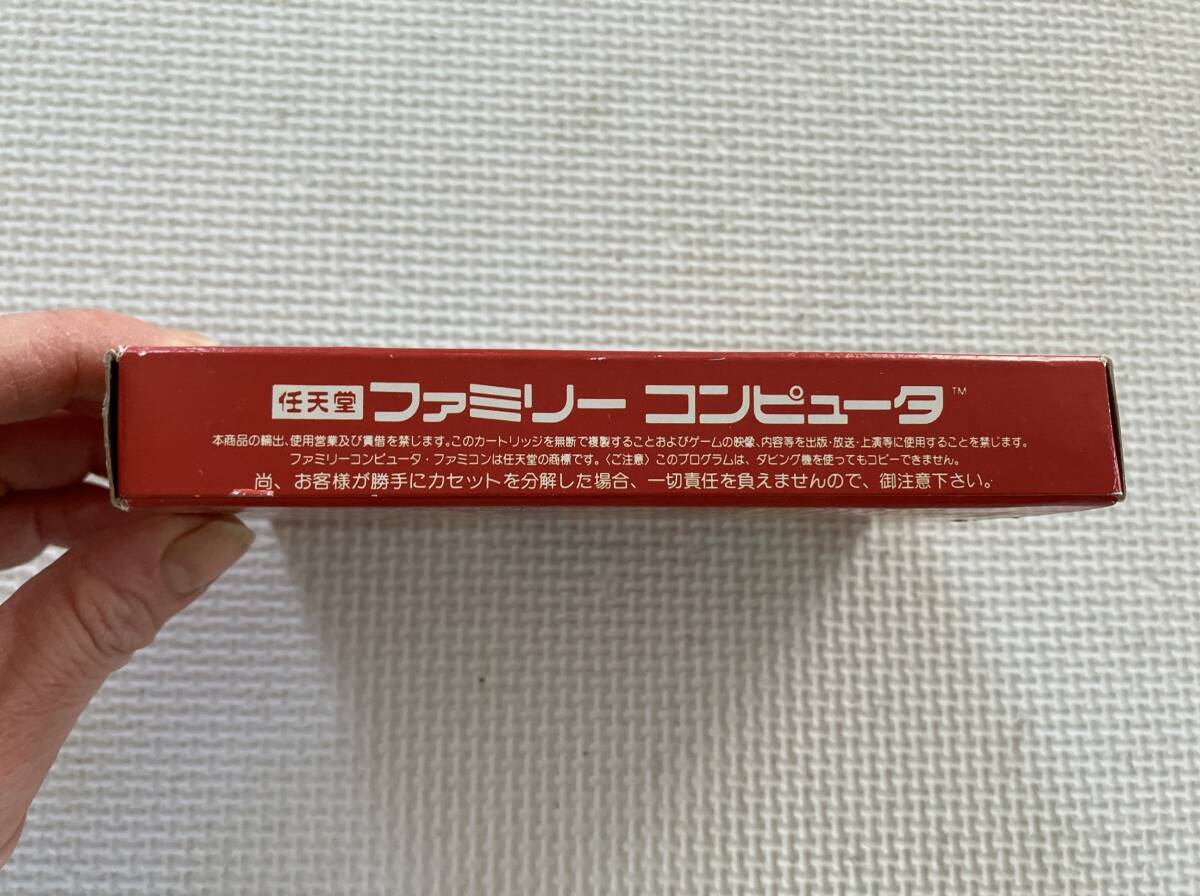 任天堂 ファミリー コンピュータ™
本商品の輸出、使用営業及び賃借を禁じます。このカートリッジを無断で複製することおよびゲームの映像、内容等を出版・放送・上演等に使用することを禁じます。
ファミリーコンピュータ・ファミコンは任天堂の商標です。〈ご注意〉このプログラムは、ダビング機を使ってもコピーできません。
尚、お客様が勝手にカセットを分解した場合、一切責任を負えませんので、御注意下さい。